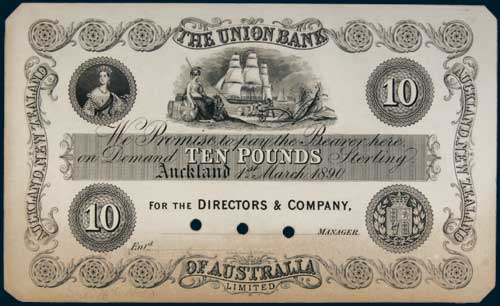 THE UNION BANK
AUCKLAND, NEW ZEALAND
AUCKLAND, NEW ZEALAND
10
We Promise to pay the Bearer here,
on Demand TEN POUNDS Sterling
Auckland 1st March 1890
FOR THE DIRECTORS & COMPANY,
10
MANAGER.
Entd
OF AUSTRALIA
LIMITED